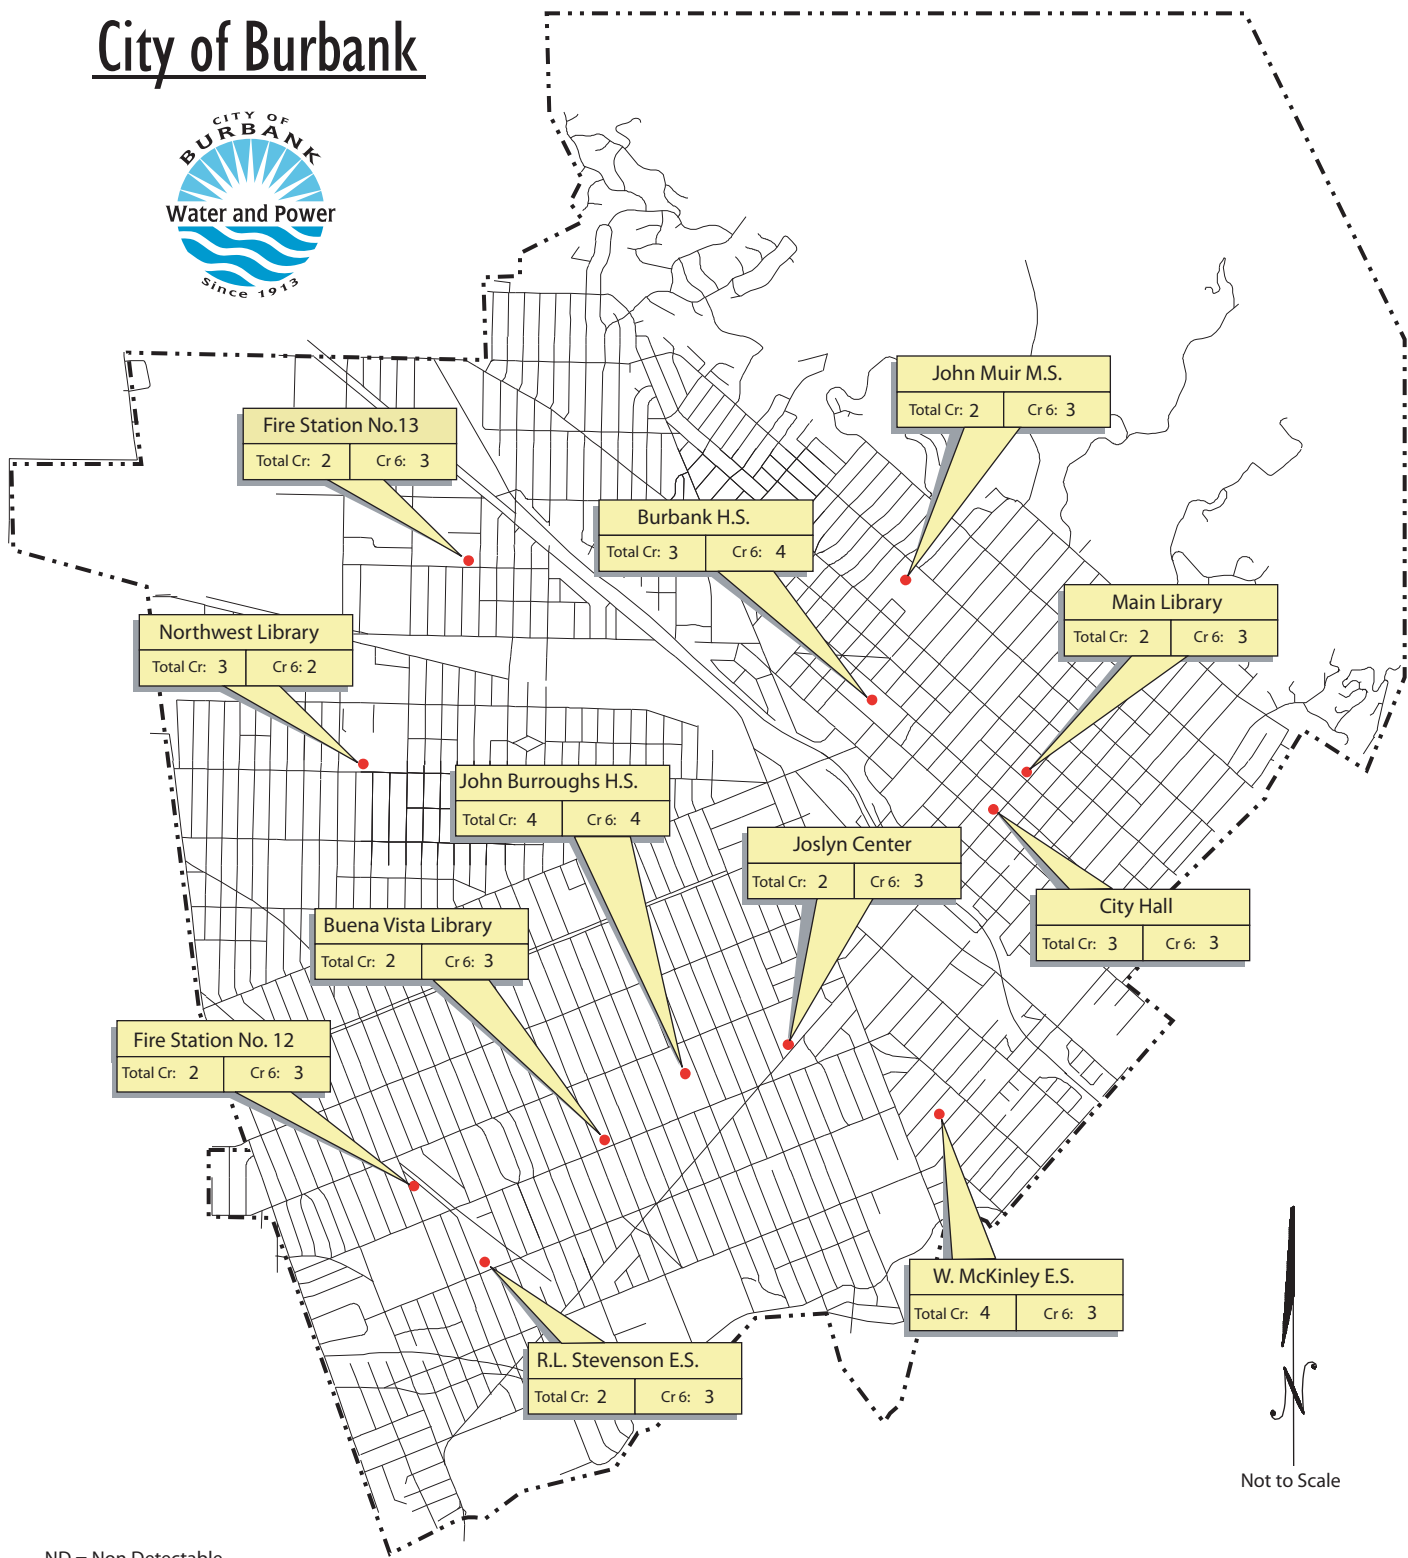 City of Burbank
CITY OF
BURBANK
Water and Power
Since 1913
John Muir M.S.
Total Cr: 2 Cr 6: 3
Fire Station No.13
Total Cr: 2 Cr 6: 3
Burbank H.S.
Total Cr: 3 Cr 6: 4
Main Library
Total Cr: 2 Cr 6: 3
Northwest Library
Total Cr: 3 Cr 6: 2
John Burroughs H.S.
Total Cr: 4 Cr 6: 4
Joslyn Center
Total Cr: 2 Cr 6: 3
City Hall
Total Cr: 3 Cr 6: 3
Buena Vista Library
Total Cr: 2 Cr 6: 3
Fire Station No. 12
Total Cr: 2 Cr 6: 3
W. McKinley E.S.
Total Cr: 4 Cr 6: 3
R.L. Stevenson E.S.
Total Cr: 2 Cr 6: 3
N
Not to Scale
ND = Non Detectable